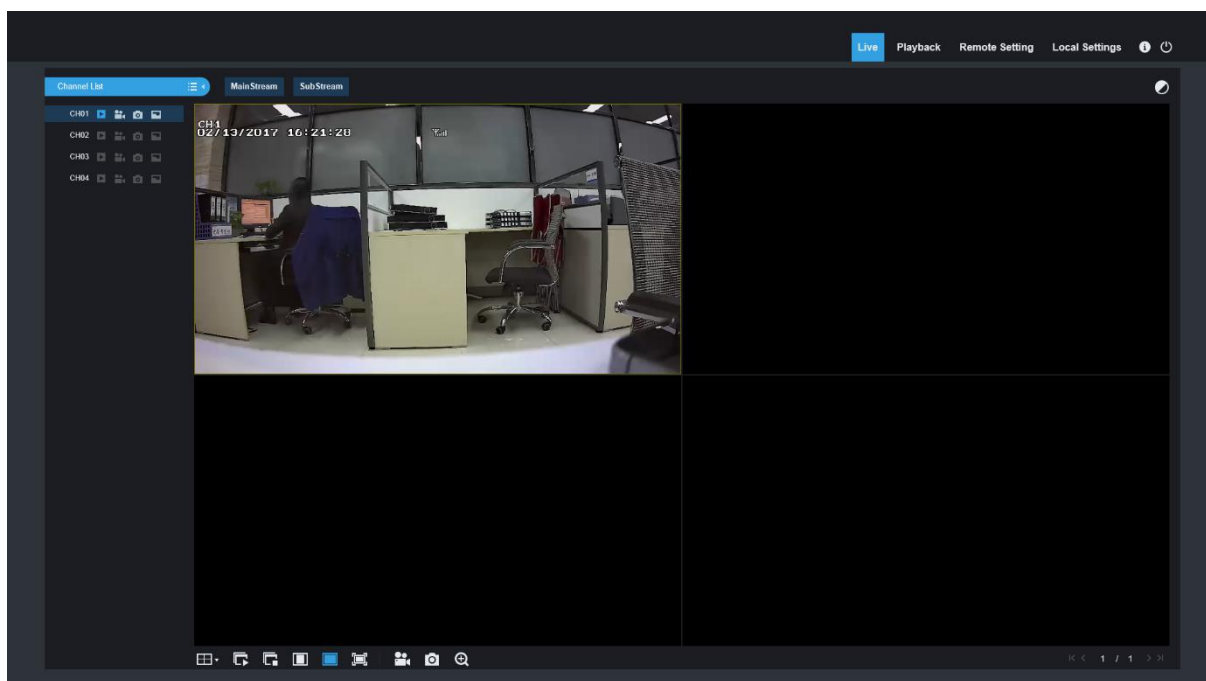 Live Playback Remote Setting Local Settings
Channel List MainStream SubStream
CH01
CH02
CH03
CH04
CH1
02/13/2017 16:21:28
1 / 1